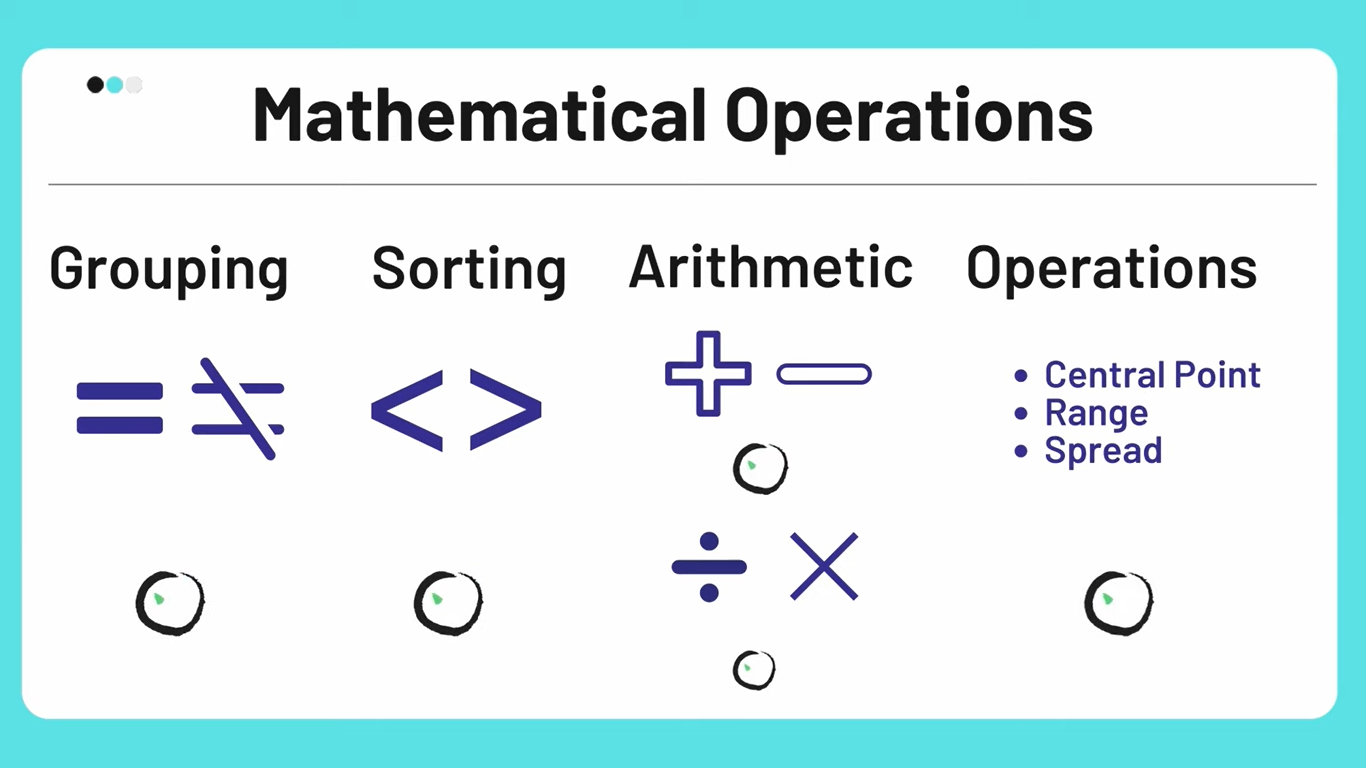 Mathematical Operations
Grouping
Sorting
Arithmetic
Operations
= ≠
< >
+ −
÷ ×
• Central Point
• Range
• Spread